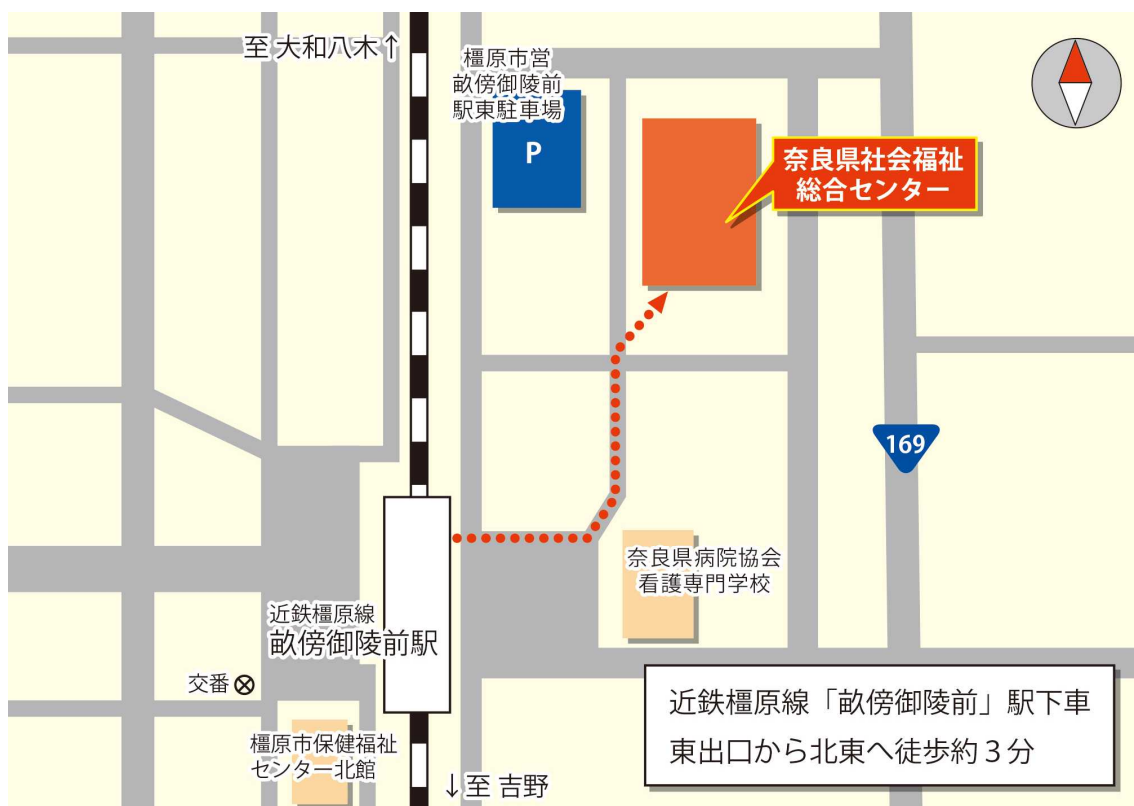 至 大和八木↑
橿原市営
畝傍御陵前
駅東駐車場
P
奈良県社会福祉
総合センター
169
奈良県病院協会
看護専門学校
近鉄橿原線
畝傍御陵前駅
交番
橿原市保健福祉
センター北館
↓至 吉野
近鉄橿原線「畝傍御陵前」駅下車
東出口から北東へ徒歩約3分